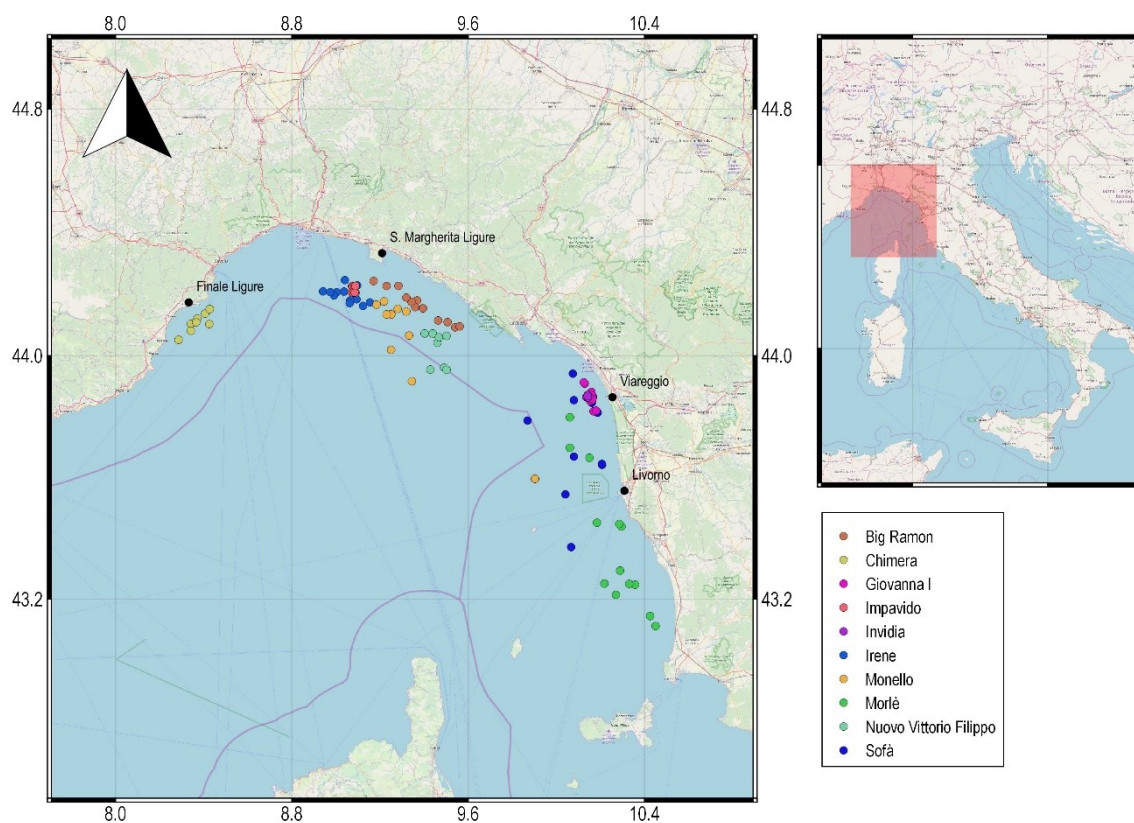 8.0
8.8
9.6
10.4
44.8
44.8
S. Margherita Ligure
Finale Ligure
44.0
44.0
Viareggio
Livorno
43.2
43.2
8.0
8.8
9.6
10.4
Big Ramon
Chimera
Giovanna I
Impavido
Invidia
Irene
Monello
Morlè
Nuovo Vittorio Filippo
Sofà